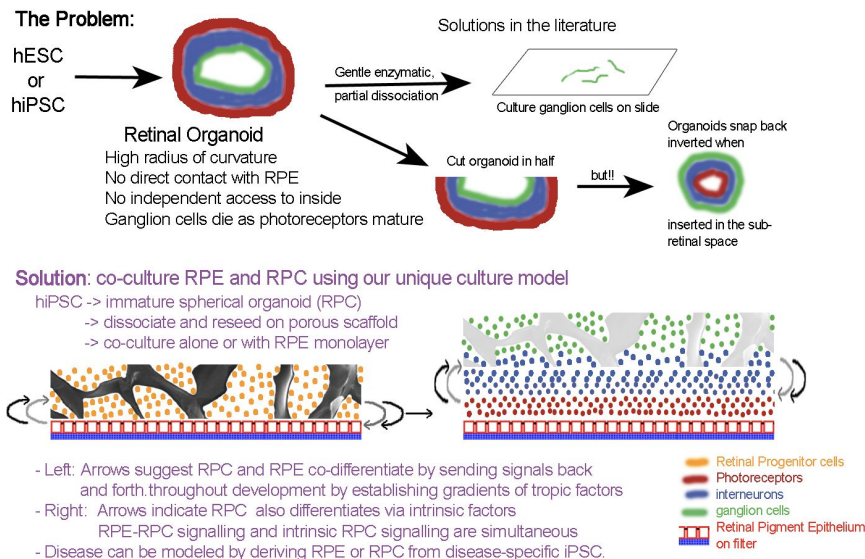 The Problem:
hESC
or
hiPSC
Solutions in the literature
Gentle enzymatic,
partial dissociation
Culture ganglion cells on slide
Retinal Organoid
High radius of curvature
No direct contact with RPE
No independent access to inside
Ganglion cells die as photoreceptors mature
Cut organoid in half
but!!
Organoids snap back
inverted when
inserted in the sub-
retinal space
Solution: co-culture RPE and RPC using our unique culture model
hiPSC -> immature spherical organoid (RPC)
-> dissociate and reseed on porous scaffold
-> co-culture alone or with RPE monolayer
- Left: Arrows suggest RPC and RPE co-differentiate by sending signals back
and forth.throughout development by establishing gradients of tropic factors
- Right: Arrows indicate RPC also differentiates via intrinsic factors
RPE-RPC signalling and intrinsic RPC signalling are simultaneous
- Disease can be modeled by deriving RPE or RPC from disease-specific iPSC.
Retinal Progenitor cells
Photoreceptors
interneurons
ganglion cells
Retinal Pigment Epithelium
on filter